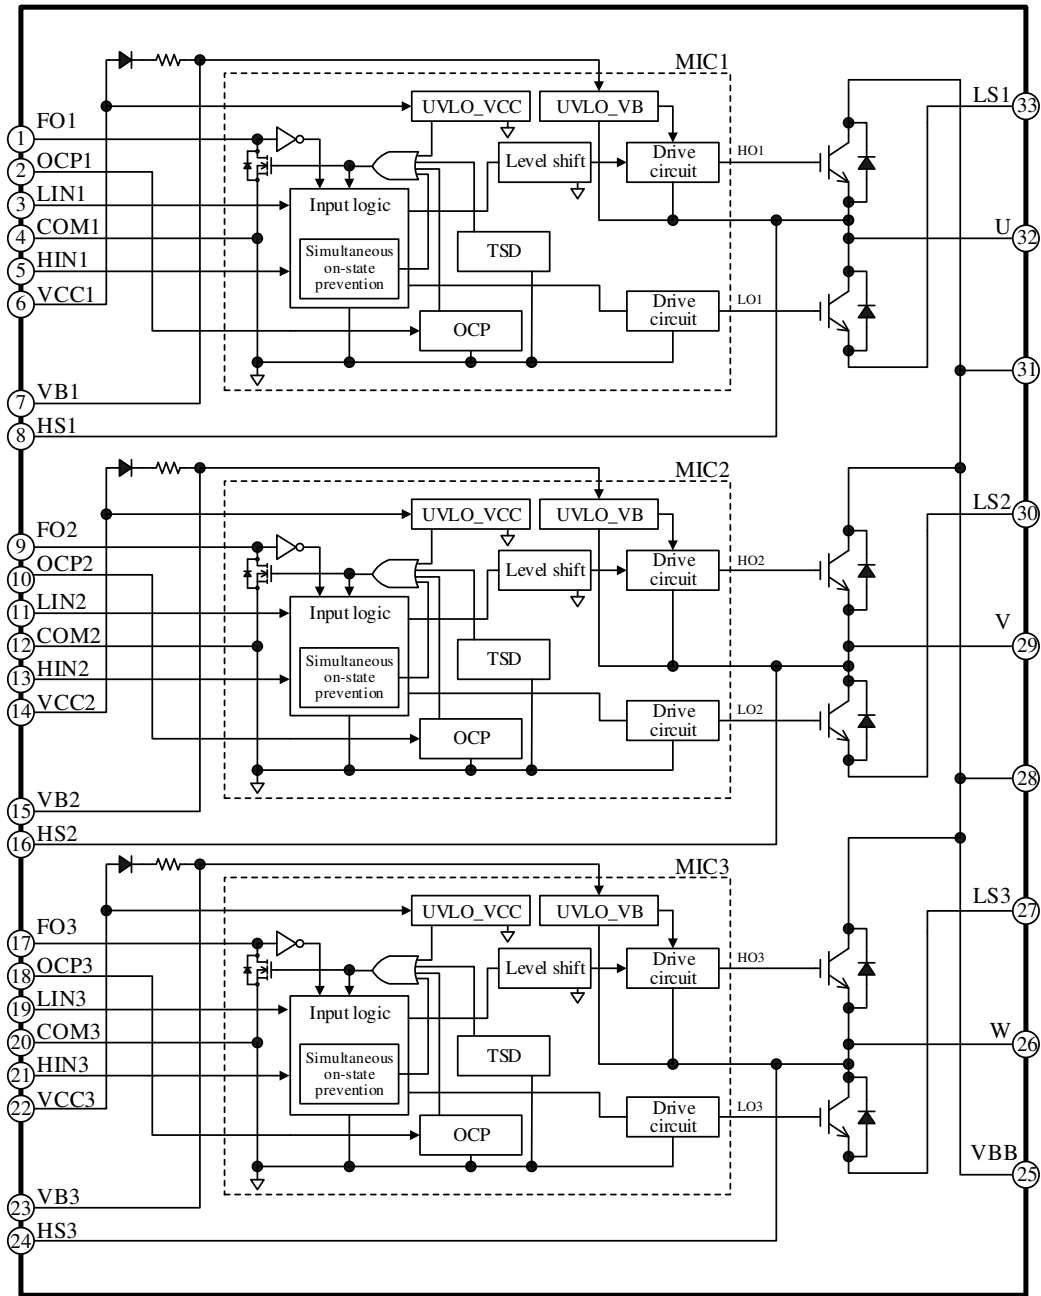 MIC1
LS1
33
UVLO_VCC
UVLO_VB
FO1
1
OCP1
2
Level shift
Drive
circuit
HO1
LIN1
3
Input logic
COM1
4
U
32
Simultaneous
on-state
prevention
TSD
HIN1
5
VCC1
6
Drive
circuit
LO1
OCP
31
VB1
7
HS1
8
MIC2
LS2
30
UVLO_VCC
UVLO_VB
FO2
9
OCP2
10
Level shift
Drive
circuit
HO2
LIN2
11
Input logic
COM2
12
V
29
Simultaneous
on-state
prevention
TSD
HIN2
13
VCC2
14
Drive
circuit
LO2
OCP
28
VB2
15
HS2
16
MIC3
LS3
27
UVLO_VCC
UVLO_VB
FO3
17
OCP3
18
Level shift
Drive
circuit
HO3
LIN3
19
Input logic
COM3
20
W
26
Simultaneous
on-state
prevention
TSD
HIN3
21
VCC3
22
Drive
circuit
LO3
OCP
VBB
25
VB3
23
HS3
24